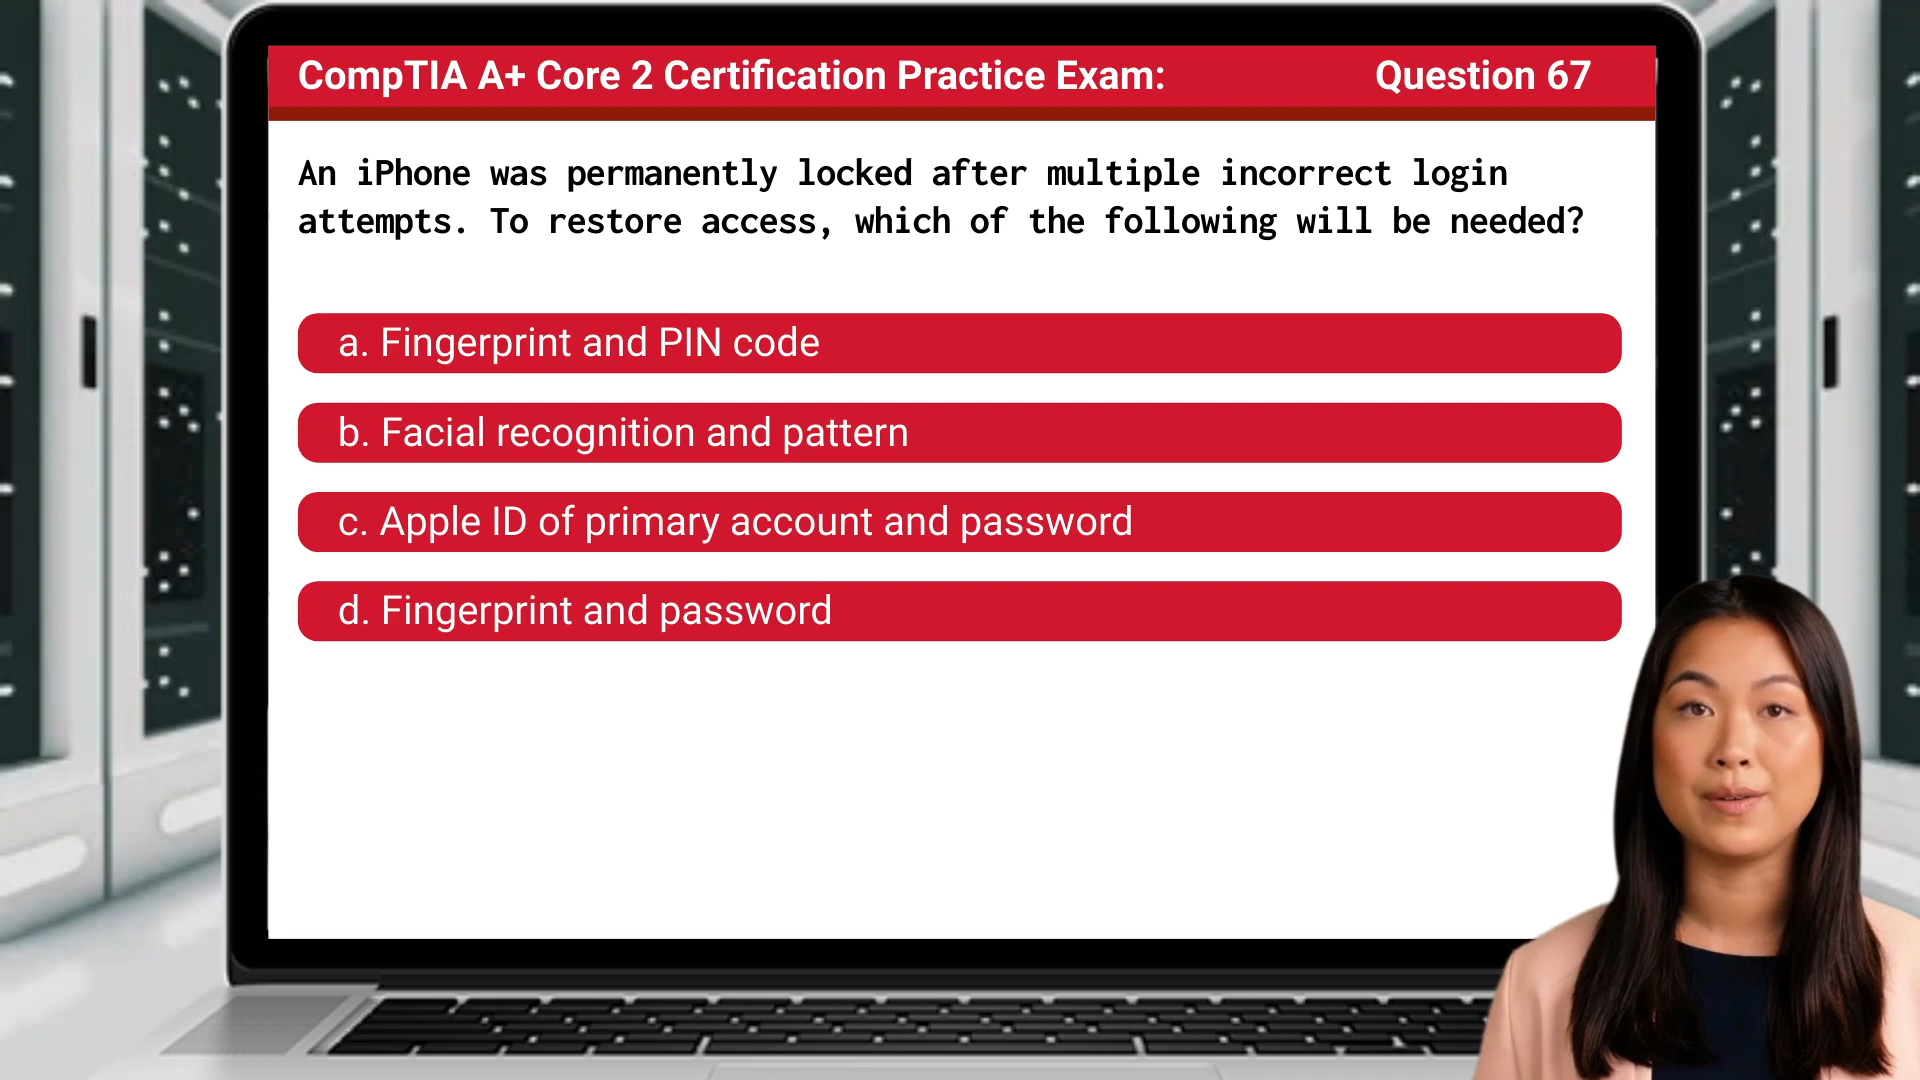 CompTIA A+ Core 2 Certification Practice Exam:
Question 67
An iPhone was permanently locked after multiple incorrect login
attempts. To restore access, which of the following will be needed?
a. Fingerprint and PIN code
b. Facial recognition and pattern
c. Apple ID of primary account and password
d. Fingerprint and password